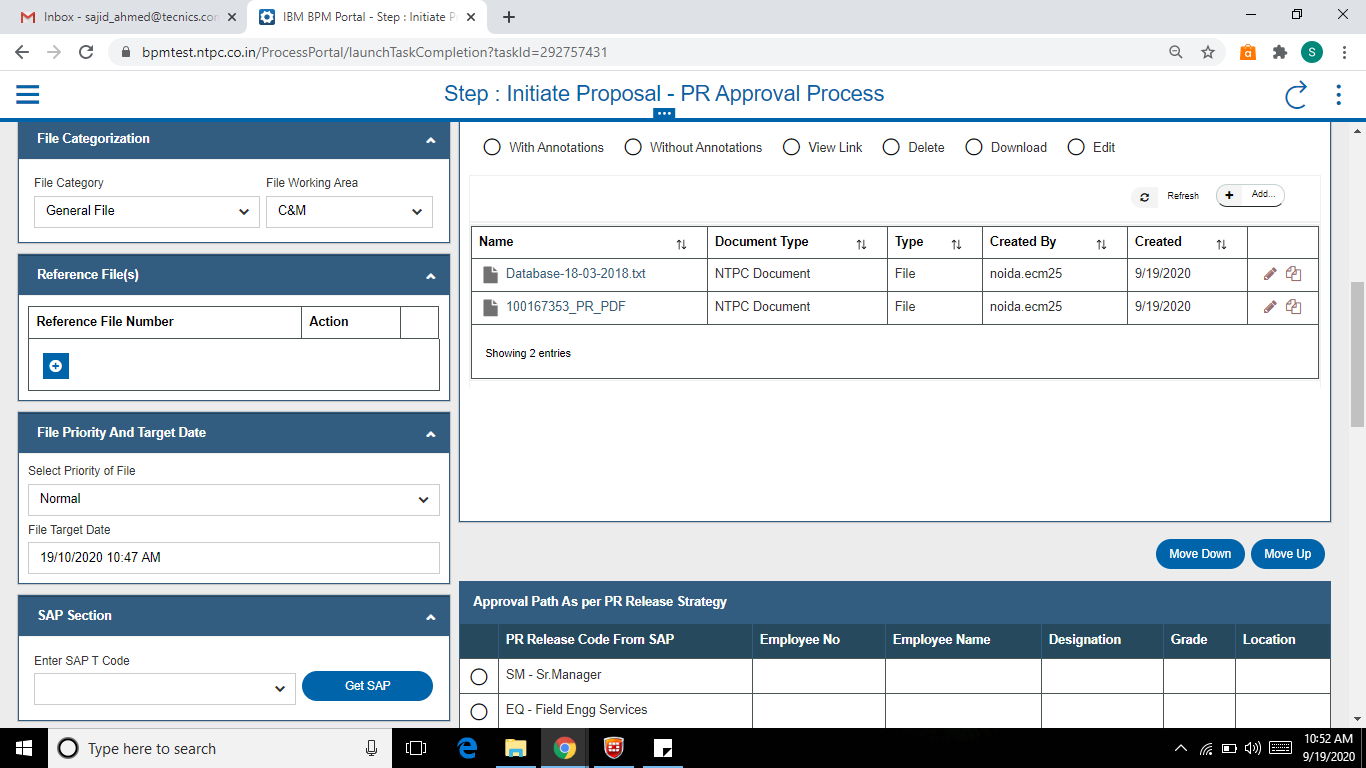 Inbox - sajid_ahmed@tecnics.con
IBM BPM Portal - Step : Initiate P
bpmtest.ntpc.co.in/ProcessPortal/launchTaskCompletion?taskId=292757431
a
S
Step : Initiate Proposal - PR Approval Process
File Categorization
File Category
File Working Area
General File
C&M
Reference File(s)
Reference File Number
Action
File Priority And Target Date
Select Priority of File
Normal
File Target Date
19/10/2020 10:47 AM
SAP Section
Enter SAP T Code
Get SAP
With Annotations
Without Annotations
View Link
Delete
Download
Edit
Refresh
Add...
Name
Document Type
Type
Created By
Created
Database-18-03-2018.txt
NTPC Document
File
noida.ecm25
9/19/2020
100167353_PR_PDF
NTPC Document
File
noida.ecm25
9/19/2020
Showing 2 entries
Move Down
Move Up
Approval Path As per PR Release Strategy
PR Release Code From SAP
Employee No
Employee Name
Designation
Grade
Location
SM - Sr.Manager
EQ - Field Engg Services
Type here to search
10:52 AM
9/19/2020